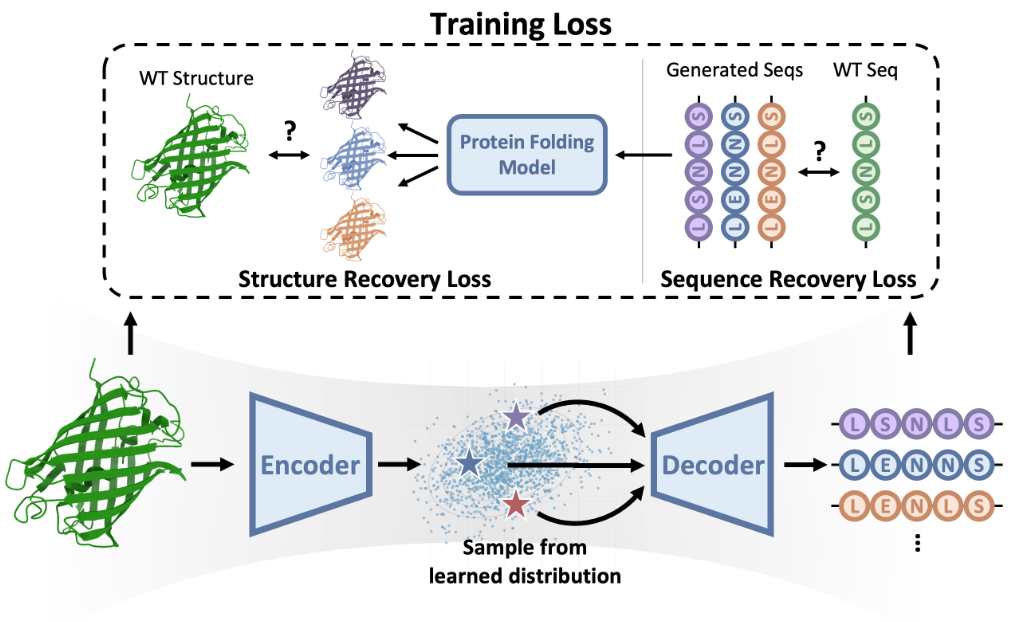 Training Loss
WT Structure
?
Protein Folding
Model
Generated Seqs
WT Seq
S
L
N
S
L
S
N
N
E
L
S
L
N
E
L
?
S
L
N
S
L
Structure Recovery Loss
Sequence Recovery Loss
Encoder
Decoder
Sample from
learned distribution
L S N L S
L E N N S
L E N L S